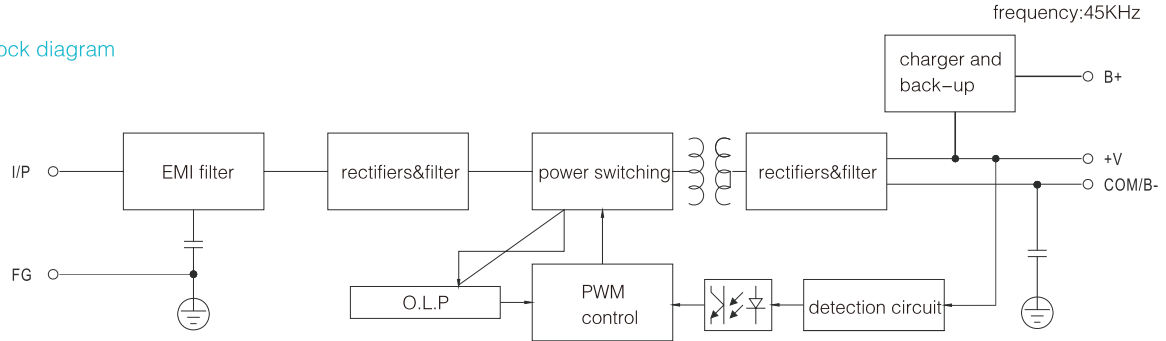 frequency:45KHz
ock diagram
charger and
back-up
B+
I/P
EMI filter
rectifiers&filter
power switching
rectifiers&filter
+V
COM/B-
FG
O.L.P
PWM
control
detection circuit